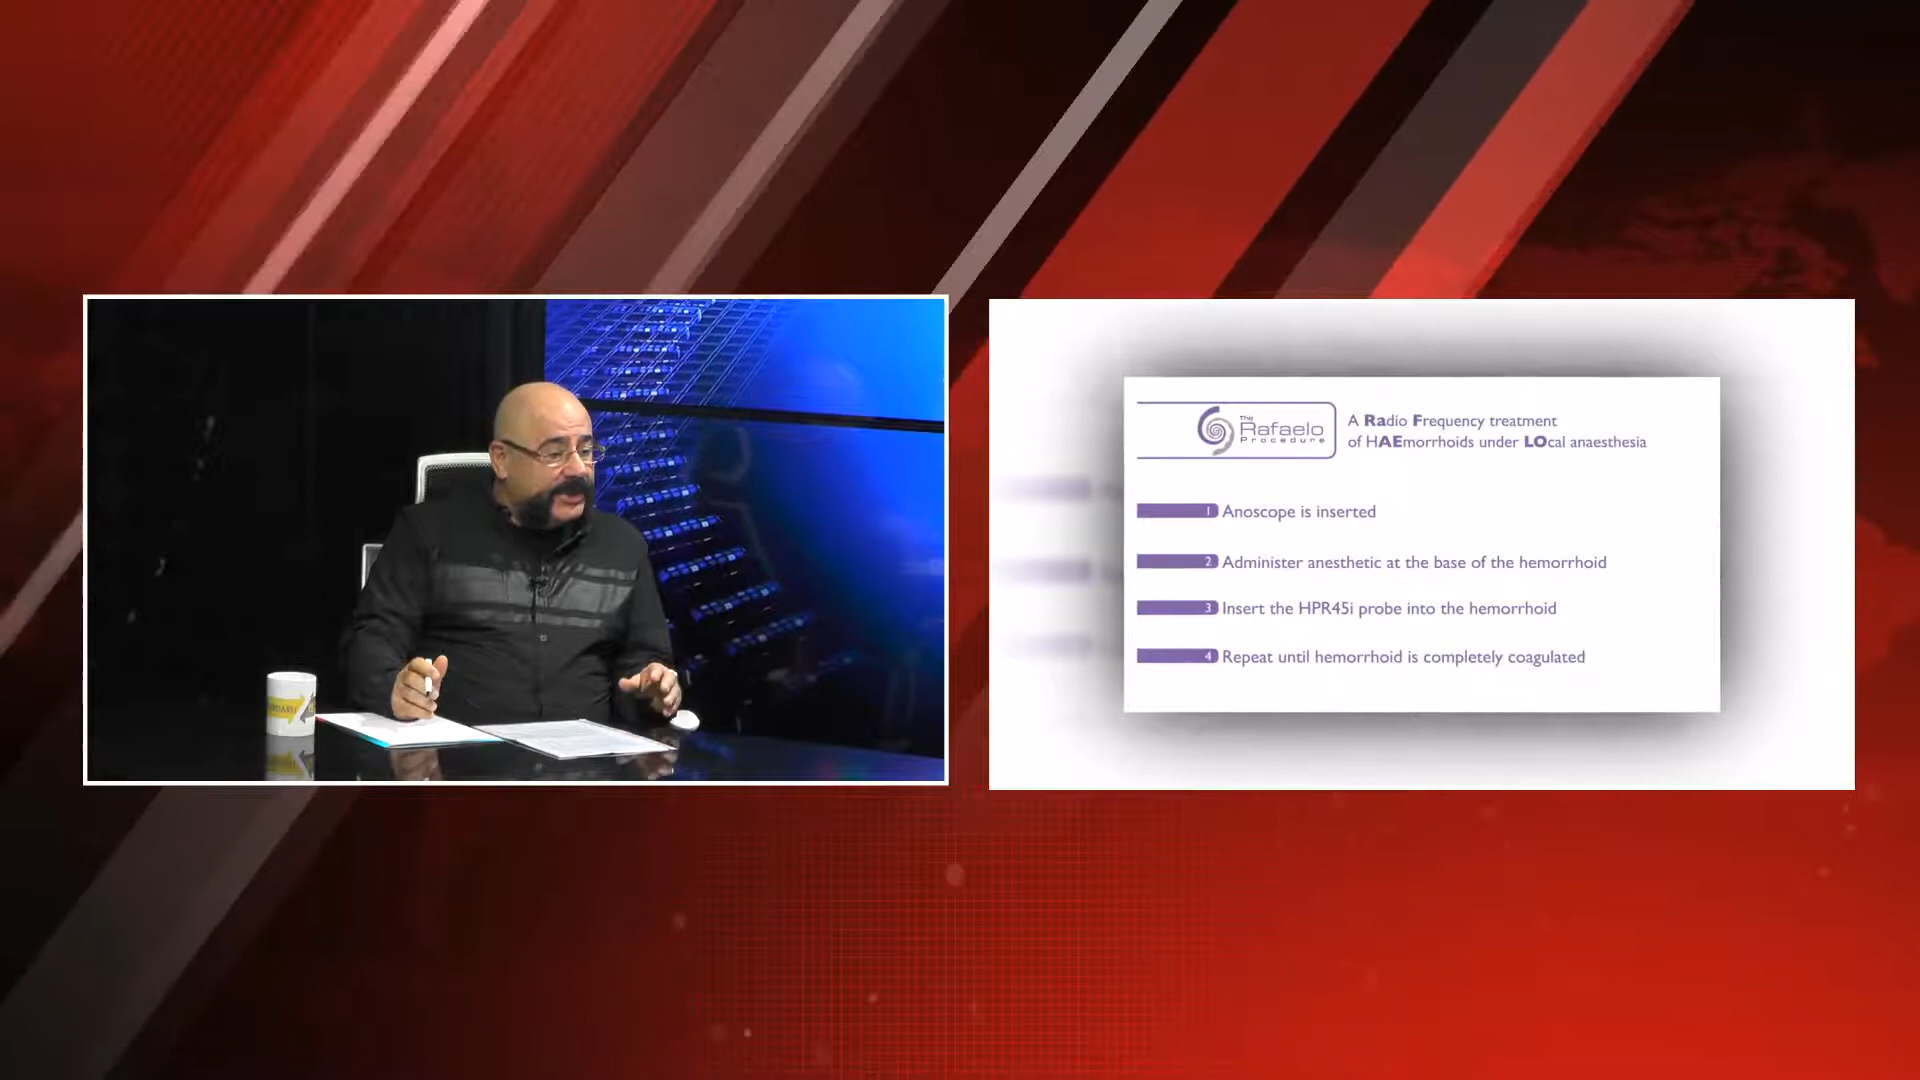 The
Rafaelo
Procedure
A Radio Frequency treatment
of HAEmorrhoids under LOcal anaesthesia
1 Anoscope is inserted
2 Administer anesthetic at the base of the hemorrhoid
3 Insert the HPR45i probe into the hemorrhoid
4 Repeat until hemorrhoid is completely coagulated